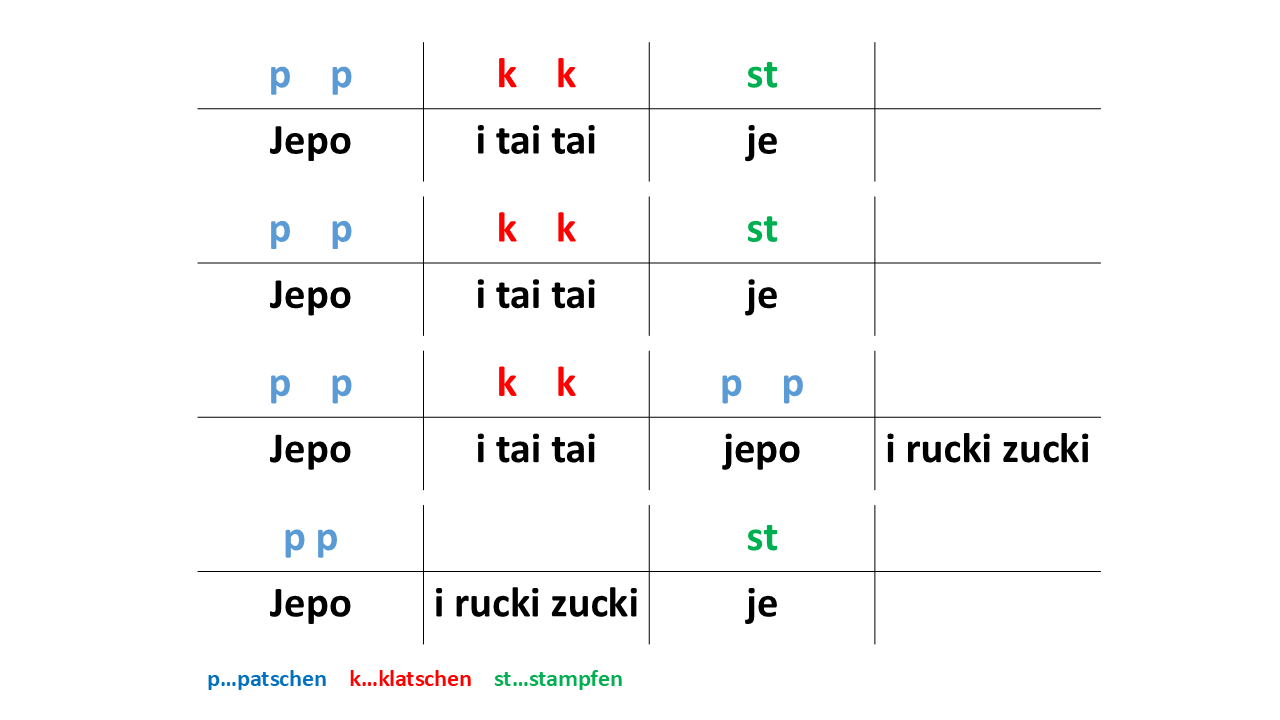 p p k k st
Jepo i tai tai je
p p k k st
Jepo i tai tai je
p p k k p p
Jepo i tai tai jepo i rucki zucki
p p st
Jepo i rucki zucki je
p...patschen k...klatschen st...stampfen